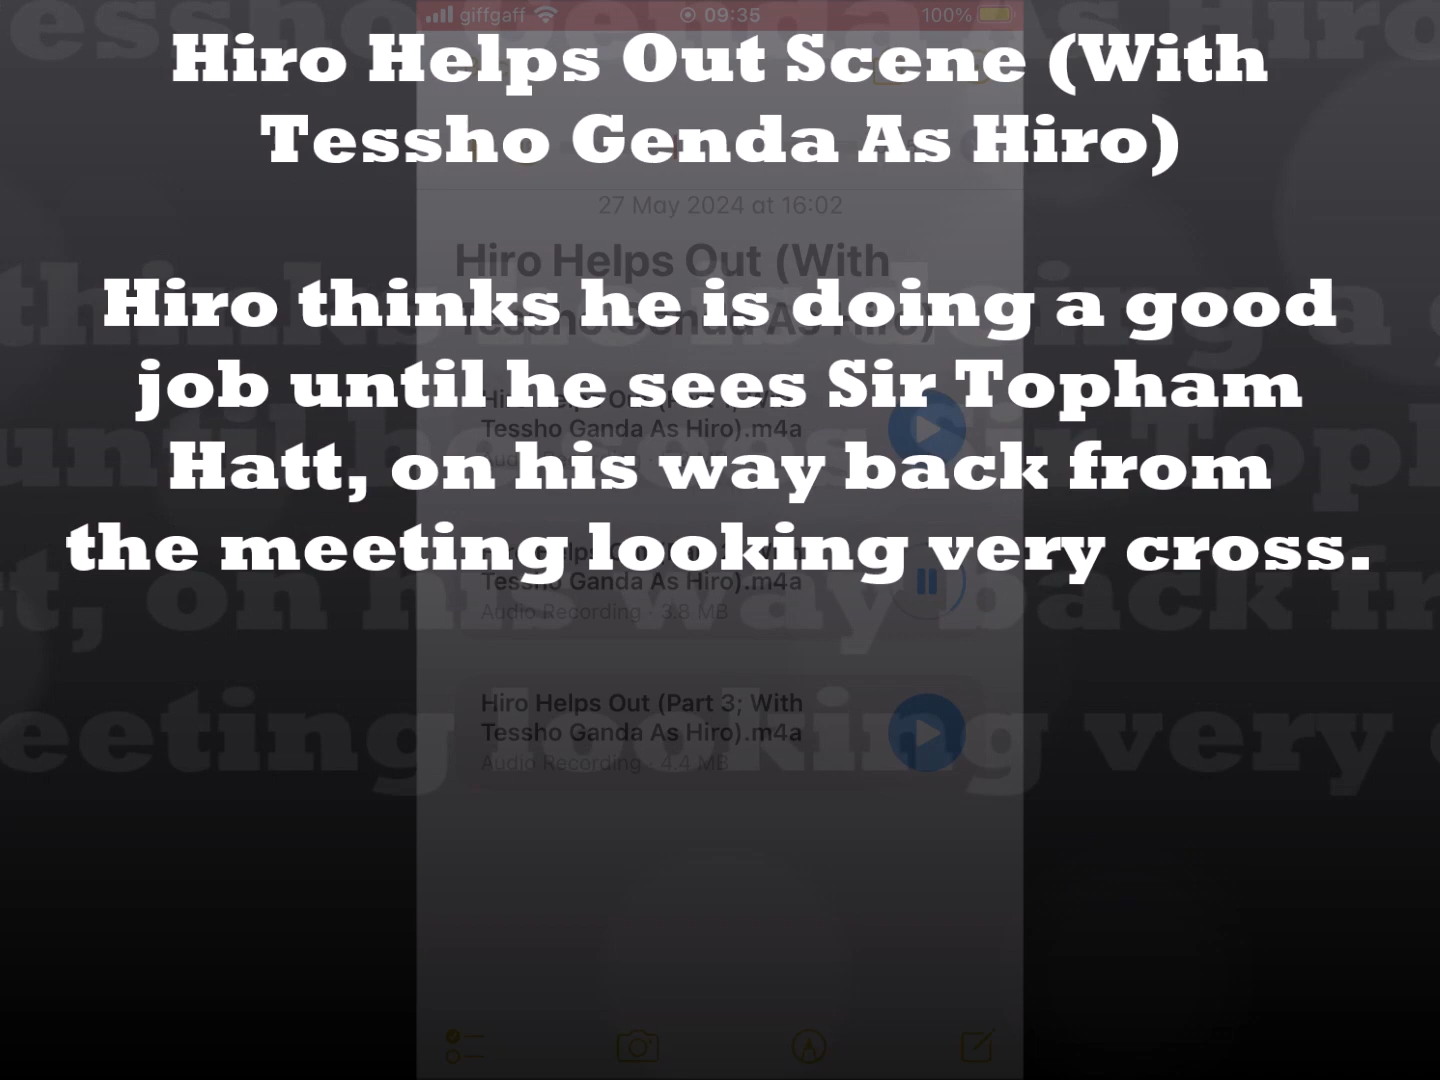 giffgaff 09:35 100%
Hiro Helps Out Scene (With
Tessho Genda As Hiro)
27 May 2024 at 16:02
Hiro Helps Out (With
Tessho Genda As Hiro)
Hiro thinks he is doing a good
job until he sees Sir Topham
Hatt, on his way back from
the meeting looking very cross.
Tessho Ganda As Hiro).m4a
Tessho Ganda As Hiro).m4a
Audio Recording · 3.8 MB
Hiro Helps Out (Part 3; With
Tessho Ganda As Hiro).m4a
Audio Recording · 4.4 MB